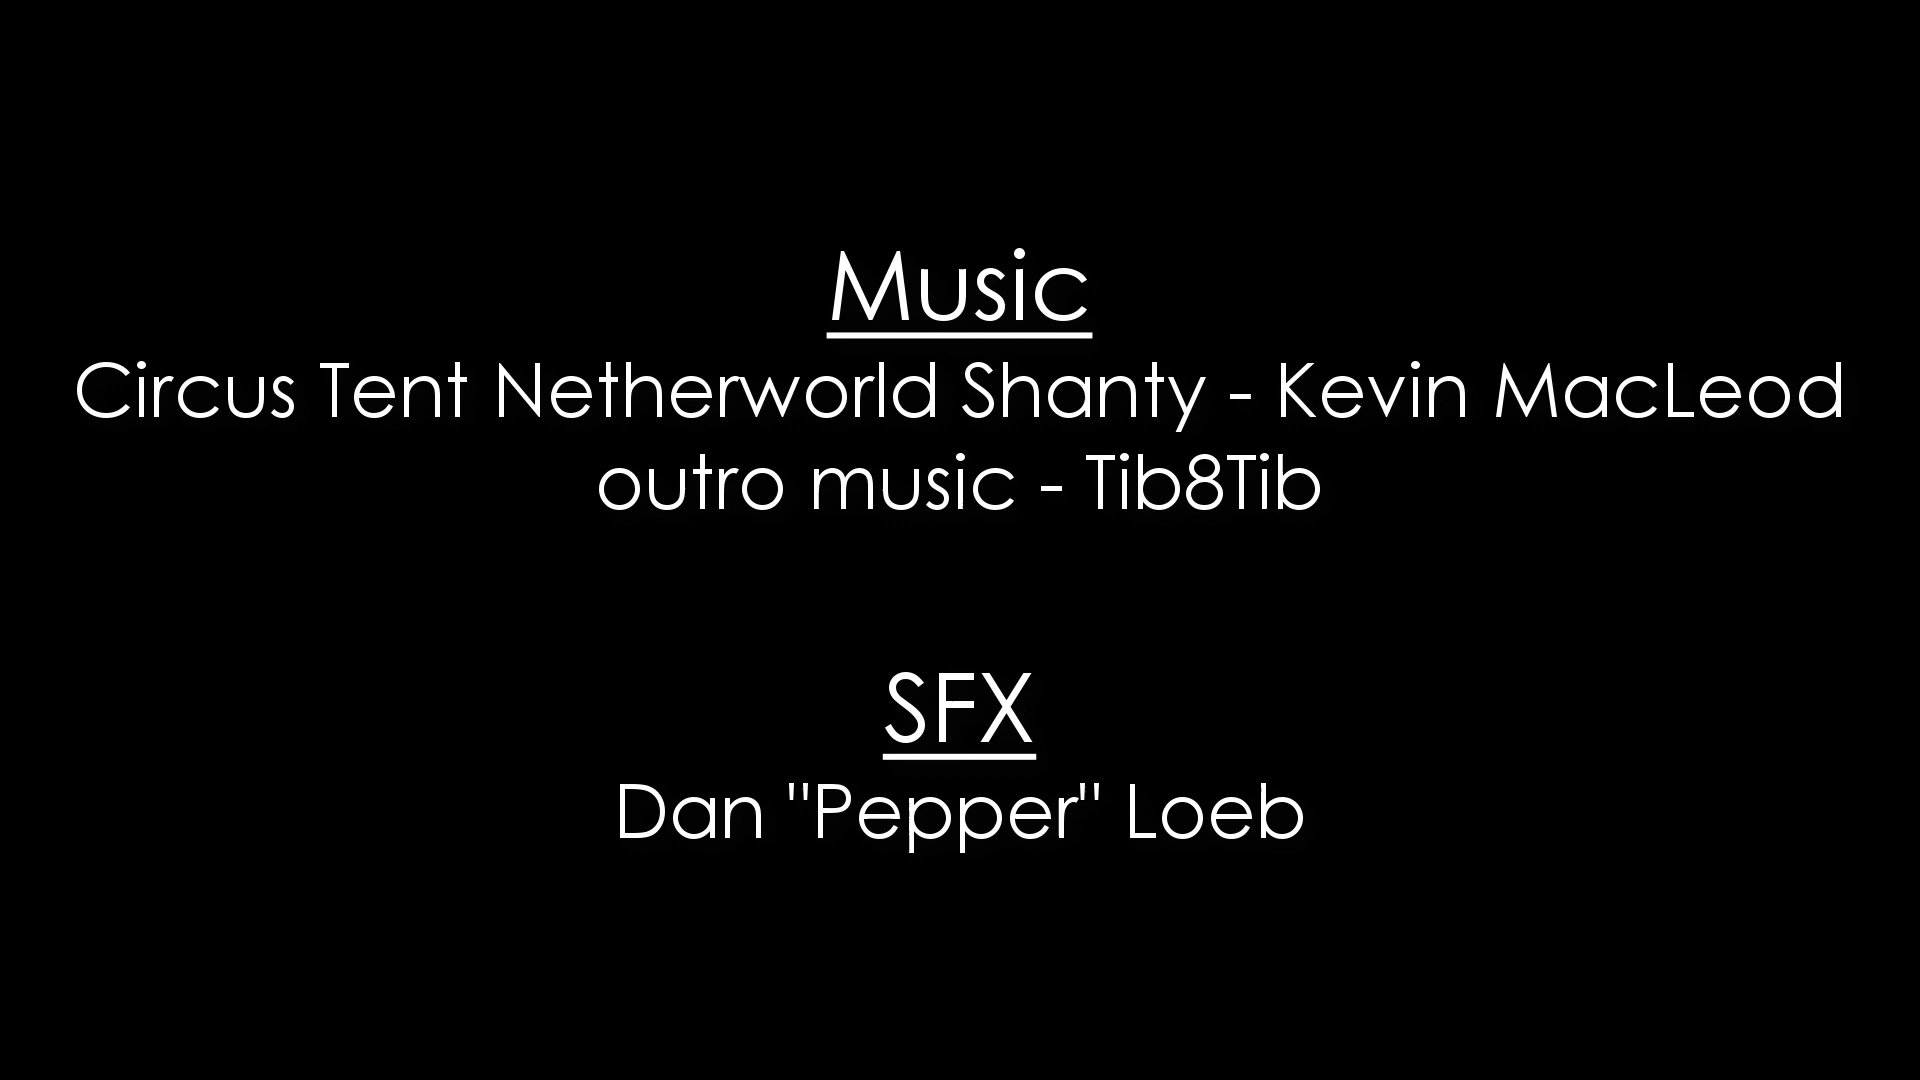 Music
Circus Tent Netherworld Shanty - Kevin MacLeod
outro music - Tib8Tib
SFX
Dan "Pepper" Loeb